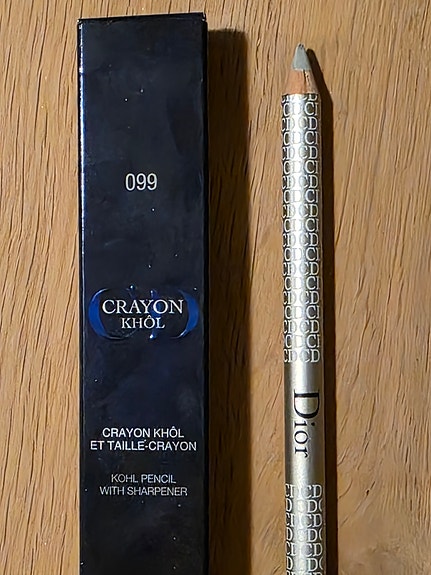 099
CRAYON
KHÔL
CRAYON KHÔL
ET TAILLE-CRAYON
KOHL PENCIL
WITH SHARPENER
Dior